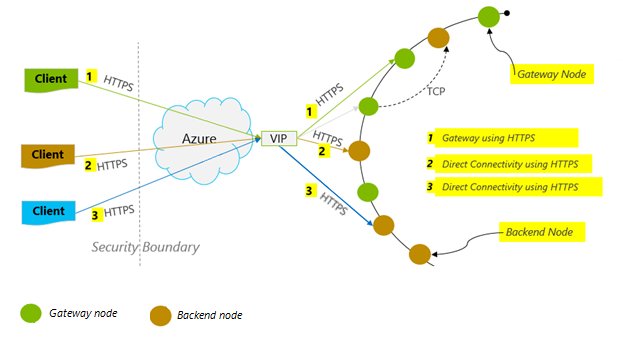 Client
1
HTTPS
Client
2
HTTPS
Client
3
HTTPS
Security Boundary
Azure
VIP
1
HTTPS
HTTPS
2
3
HTTPS
TCP
Gateway Node
1 Gateway using HTTPS
2 Direct Connectivity using HTTPS
3 Direct Connectivity using HTTPS
Backend Node
Gateway node
Backend node